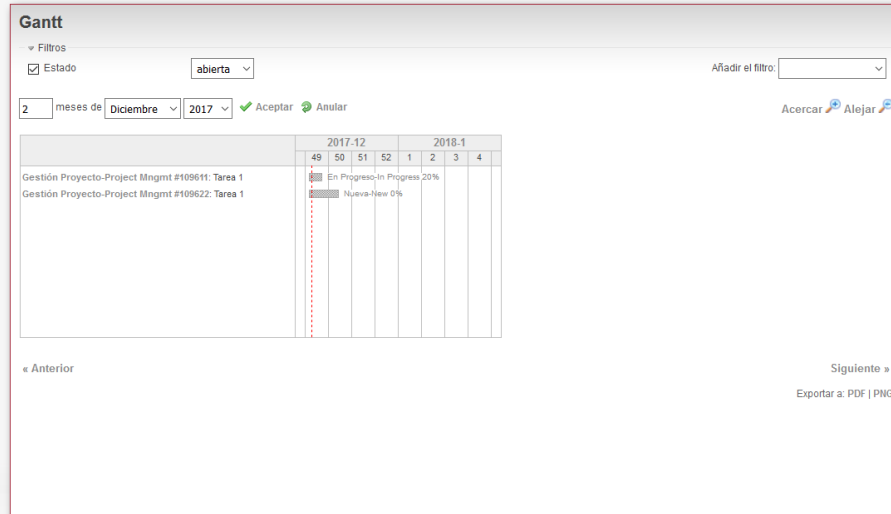 Gantt
Filtros
Estado abierta Añadir el filtro:
2 meses de Diciembre 2017 Aceptar Anular Acercar Alejar
2017-12 2018-1
49 50 51 52 1 2 3 4
Gestión Proyecto-Project Mngmt #109611: Tarea 1 En Progreso-In Progress 20%
Gestión Proyecto-Project Mngmt #109622: Tarea 1 Nueva-New 0%
« Anterior Siguiente »
Exportar a: PDF | PNG